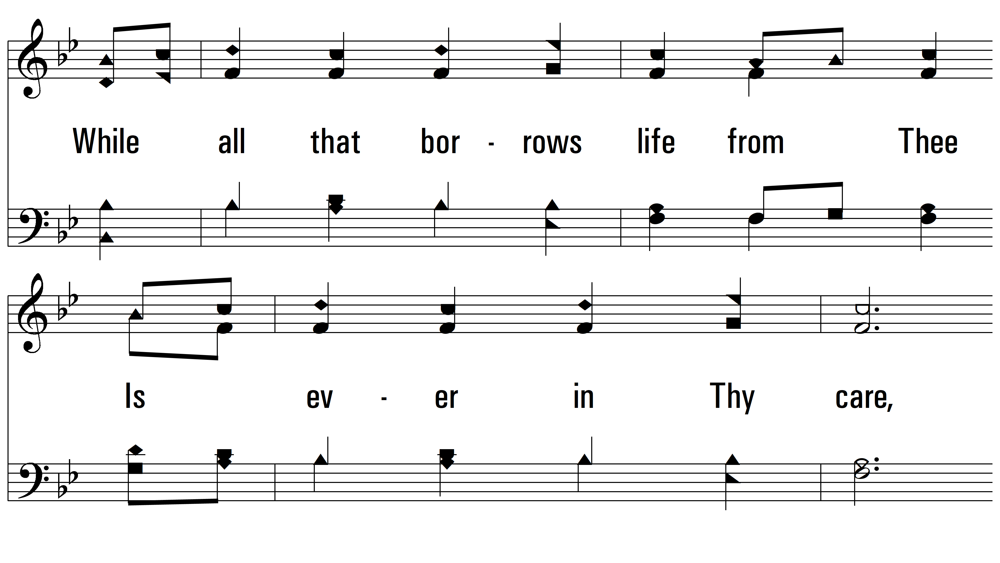 While all that bor - rows life from Thee
Is ev - er in Thy care,